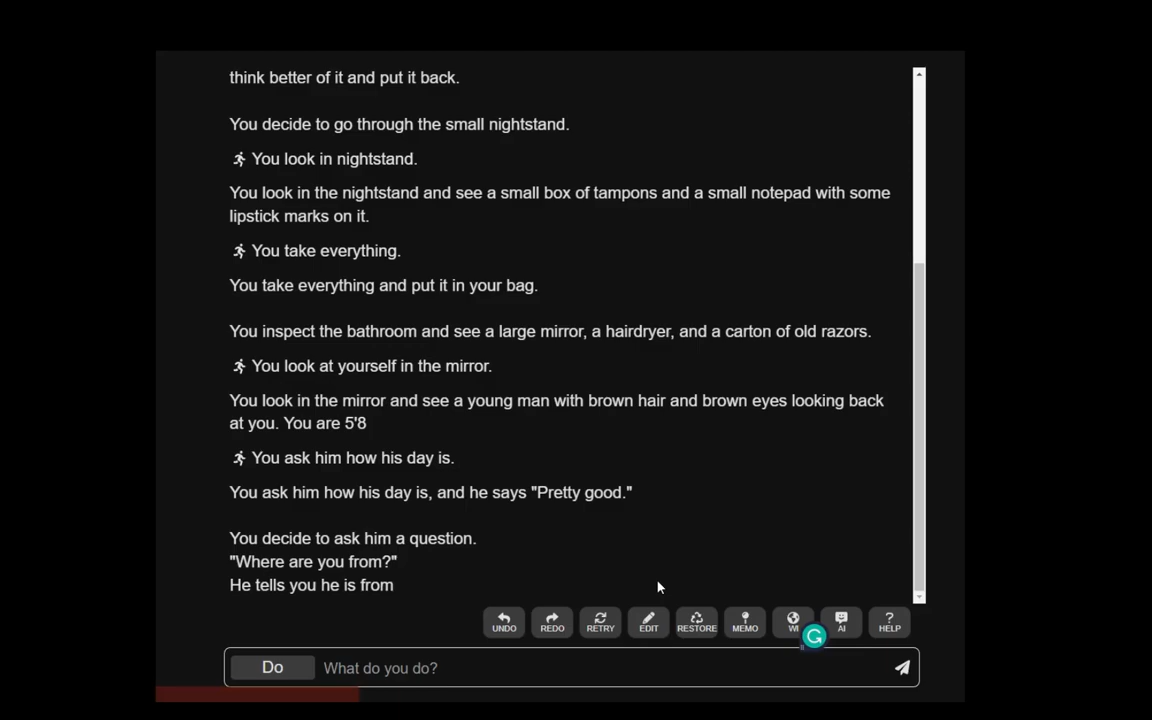 think better of it and put it back.
You decide to go through the small nightstand.
You look in nightstand.
You look in the nightstand and see a small box of tampons and a small notepad with some
lipstick marks on it.
You take everything.
You take everything and put it in your bag.
You inspect the bathroom and see a large mirror, a hairdryer, and a carton of old razors.
You look at yourself in the mirror.
You look in the mirror and see a young man with brown hair and brown eyes looking back
at you. You are 5'8
You ask him how his day is.
You ask him how his day is, and he says "Pretty good."
You decide to ask him a question.
"Where are you from?"
He tells you he is from
UNDO REDO RETRY EDIT RESTORE MEMO WI AI HELP
Do What do you do?